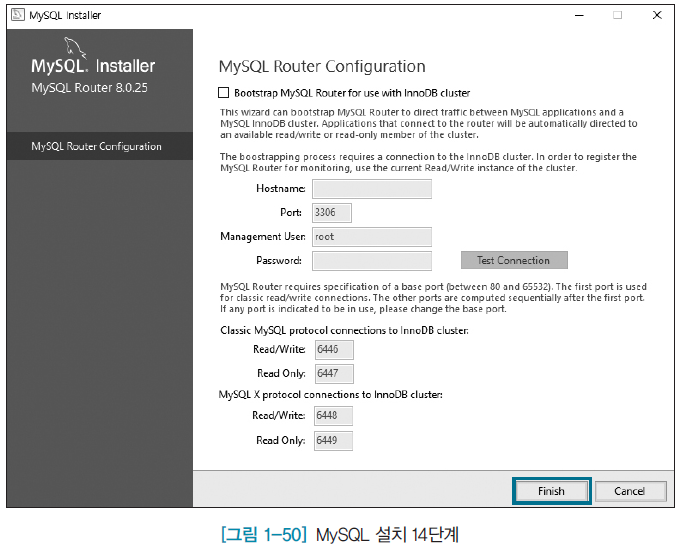 MySQL Installer
MySQL. Installer
MySQL Router 8.0.25
MySQL Router Configuration
MySQL Router Configuration
Bootstrap MySQL Router for use with InnoDB cluster
This wizard can bootstrap MySQL Router to direct traffic between MySQL applications and a
MySQL InnoDB cluster. Applications that connect to the router will be automatically directed to
an available read/write or read-only member of the cluster.
The boostrapping process requires a connection to the InnoDB cluster. In order to register the
MySQL Router for monitoring, use the current Read/Write instance of the cluster.
Hostname:
Port: 3306
Management User: root
Password: Test Connection
MySQL Router requires specification of a base port (between 80 and 65532). The first port is used
for classic read/write connections. The other ports are computed sequentially after the first port.
If any port is indicated to be in use, please change the base port.
Classic MySQL protocol connections to InnoDB cluster:
Read/Write: 6446
Read Only: 6447
MySQL X protocol connections to InnoDB cluster:
Read/Write: 6448
Read Only: 6449
Finish Cancel
[그림 1-50] MySQL 설치 14단계